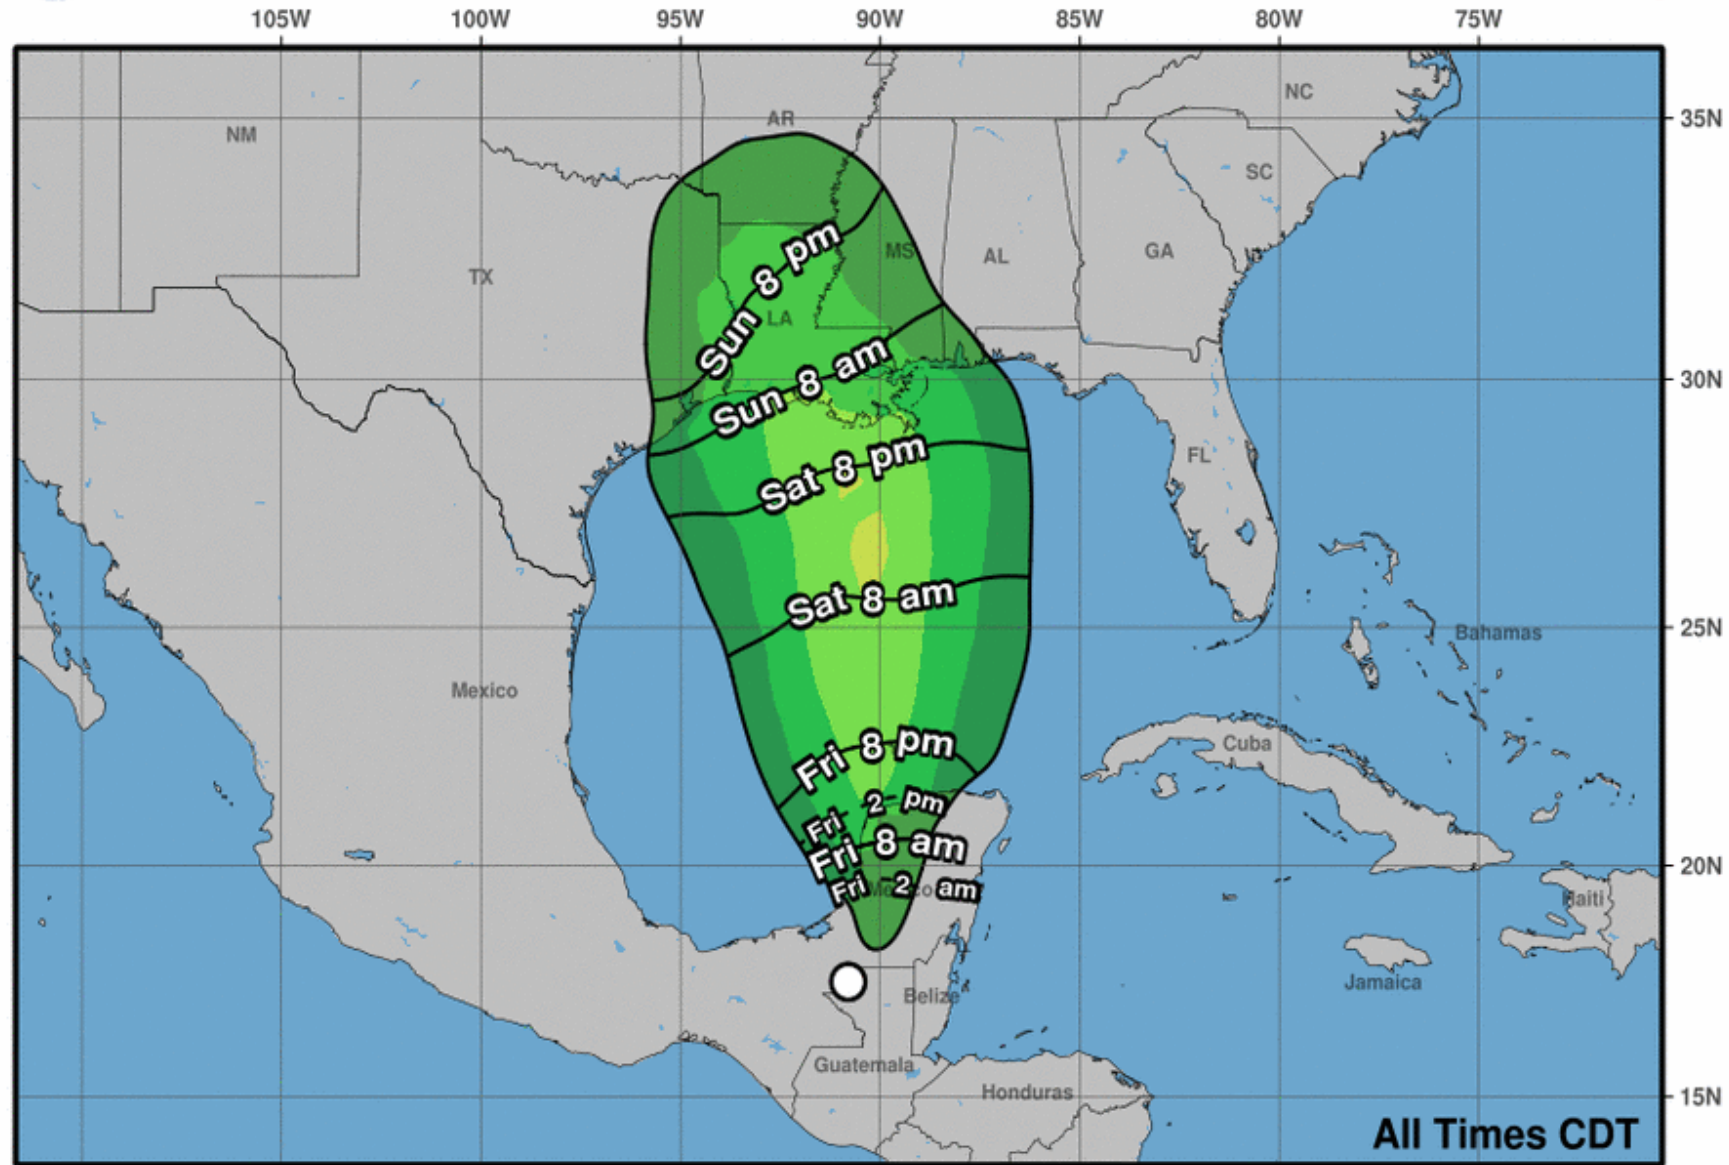 105W 100W 95W 90W 85W 80W 75W
NC
35N
AR
NM
SC
MS
AL
GA
TX
Sun 8 pm
LA
Sun 8 am
30N
FL
Sat 8 pm
Sat 8 am
25N
Bahamas
Mexico
Cuba
Fri 8 pm
Fri 2 pm
Fri 8 am
20N
Fri 2 am
Mexico
Haiti
Jamaica
Belize
Guatemala
Honduras
15N
All Times CDT